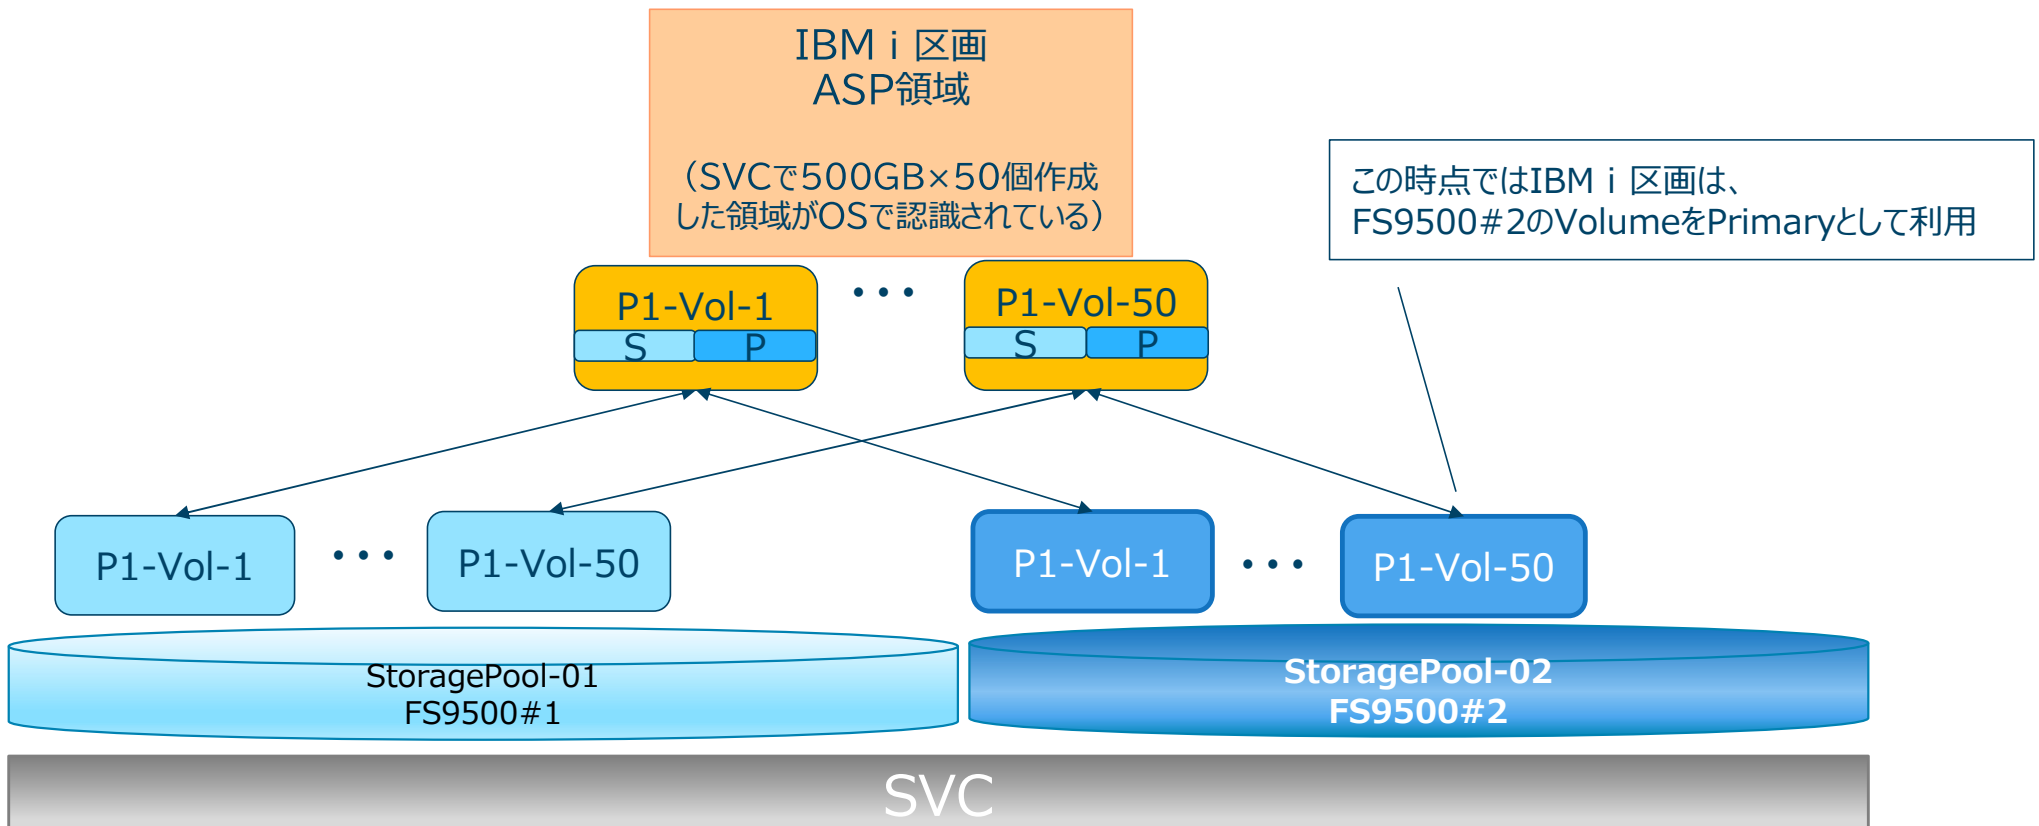 IBM i 区画
ASP領域
（SVCで500GB×50個作成
した領域がOSで認識されている）
この時点ではIBM i 区画は、
FS9500#2のVolumeをPrimaryとして利用
P1-Vol-1
S P
・・・
P1-Vol-50
S P
P1-Vol-1
・・・
P1-Vol-50
P1-Vol-1
・・・
P1-Vol-50
StoragePool-01
FS9500#1
StoragePool-02
FS9500#2
SVC